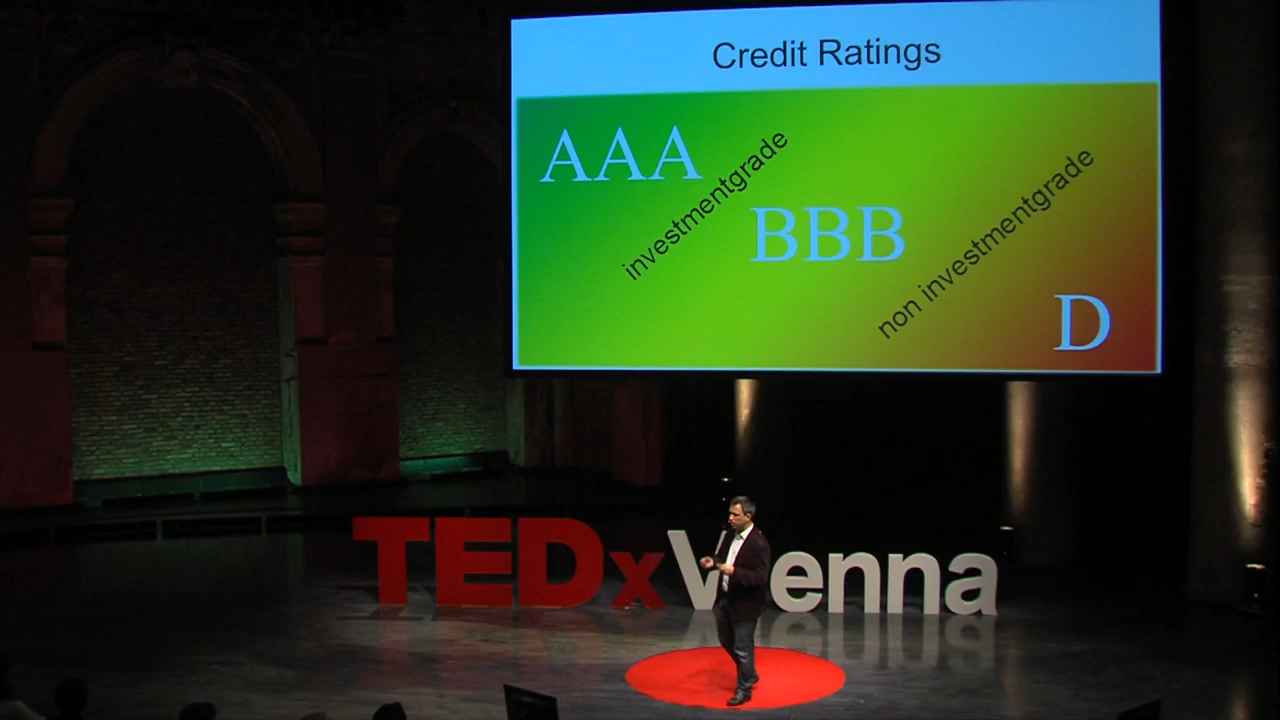 Credit Ratings
AAA
investmentgrade
BBB
non investmentgrade
D
TEDxVienna